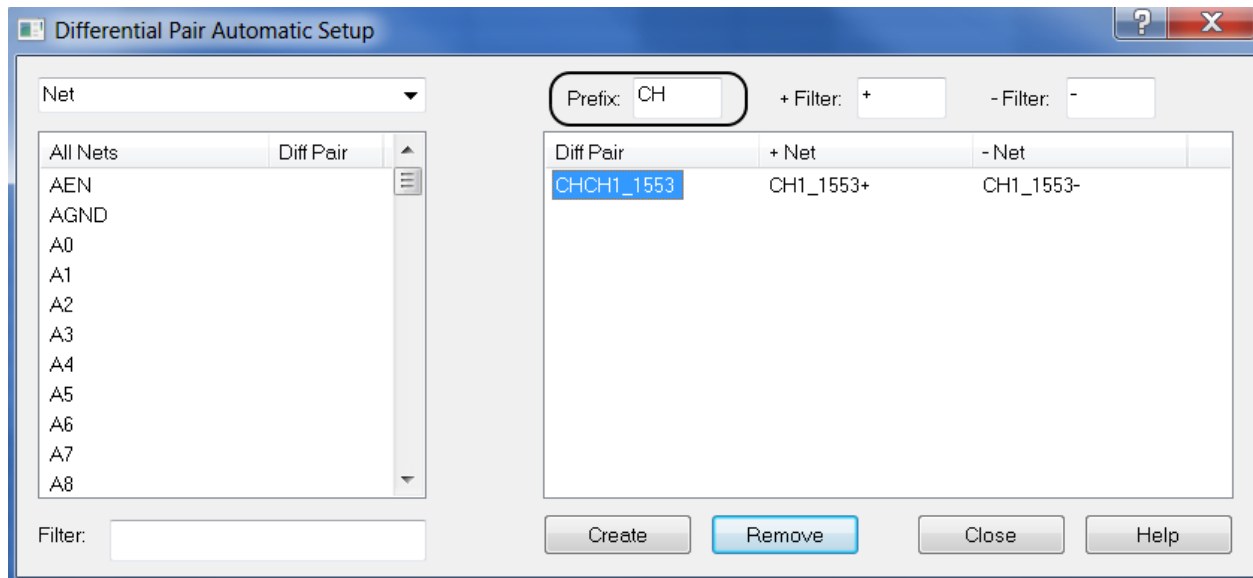 Differential Pair Automatic Setup ? X
Net
Prefix: CH + Filter: + - Filter: -
All Nets Diff Pair
AEN
AGND
A0
A1
A2
A3
A4
A5
A6
A7
A8
Diff Pair + Net - Net
CHCH1_1553 CH1_1553+ CH1_1553-
Filter:
Create Remove Close Help